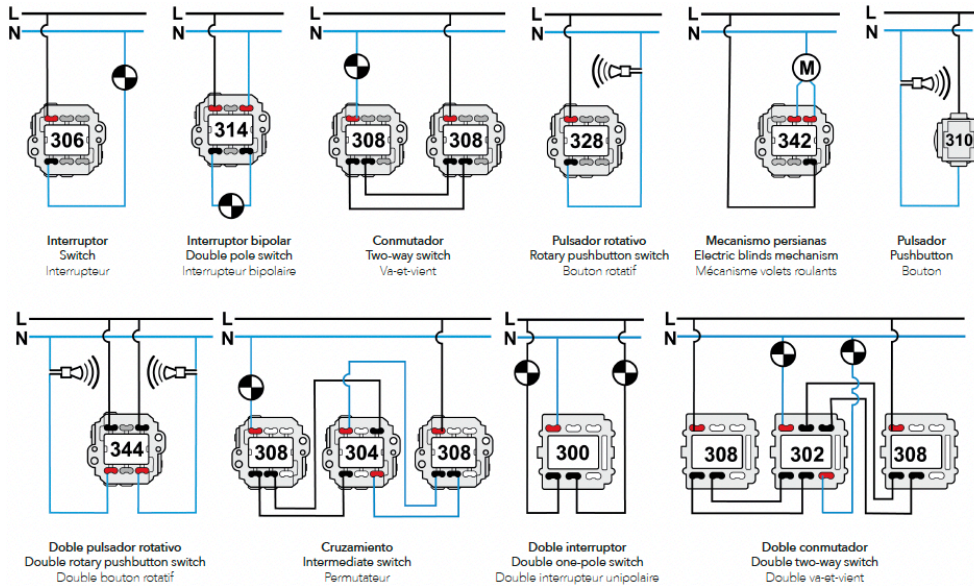 L
N
306
Interruptor
Switch
Interrupteur
L
N
314
Interruptor bipolar
Double pole switch
Interrupteur bipolaire
L
N
308
308
Conmutador
Two-way switch
Va-et-vient
L
N
328
Pulsador rotativo
Rotary pushbutton switch
Bouton rotatif
L
N
M
342
Mecanismo persianas
Electric blinds mechanism
Mécanisme volets roulants
L
N
310
Pulsador
Pushbutton
Bouton
L
N
344
Doble pulsador rotativo
Double rotary pushbutton switch
Double bouton rotatif
L
N
308
304
308
Cruzamiento
Intermediate switch
Permutateur
L
N
300
Doble interruptor
Double one-pole switch
Double interrupteur unipolaire
L
N
308
302
308
Doble conmutador
Double two-way switch
Double va-et-vient